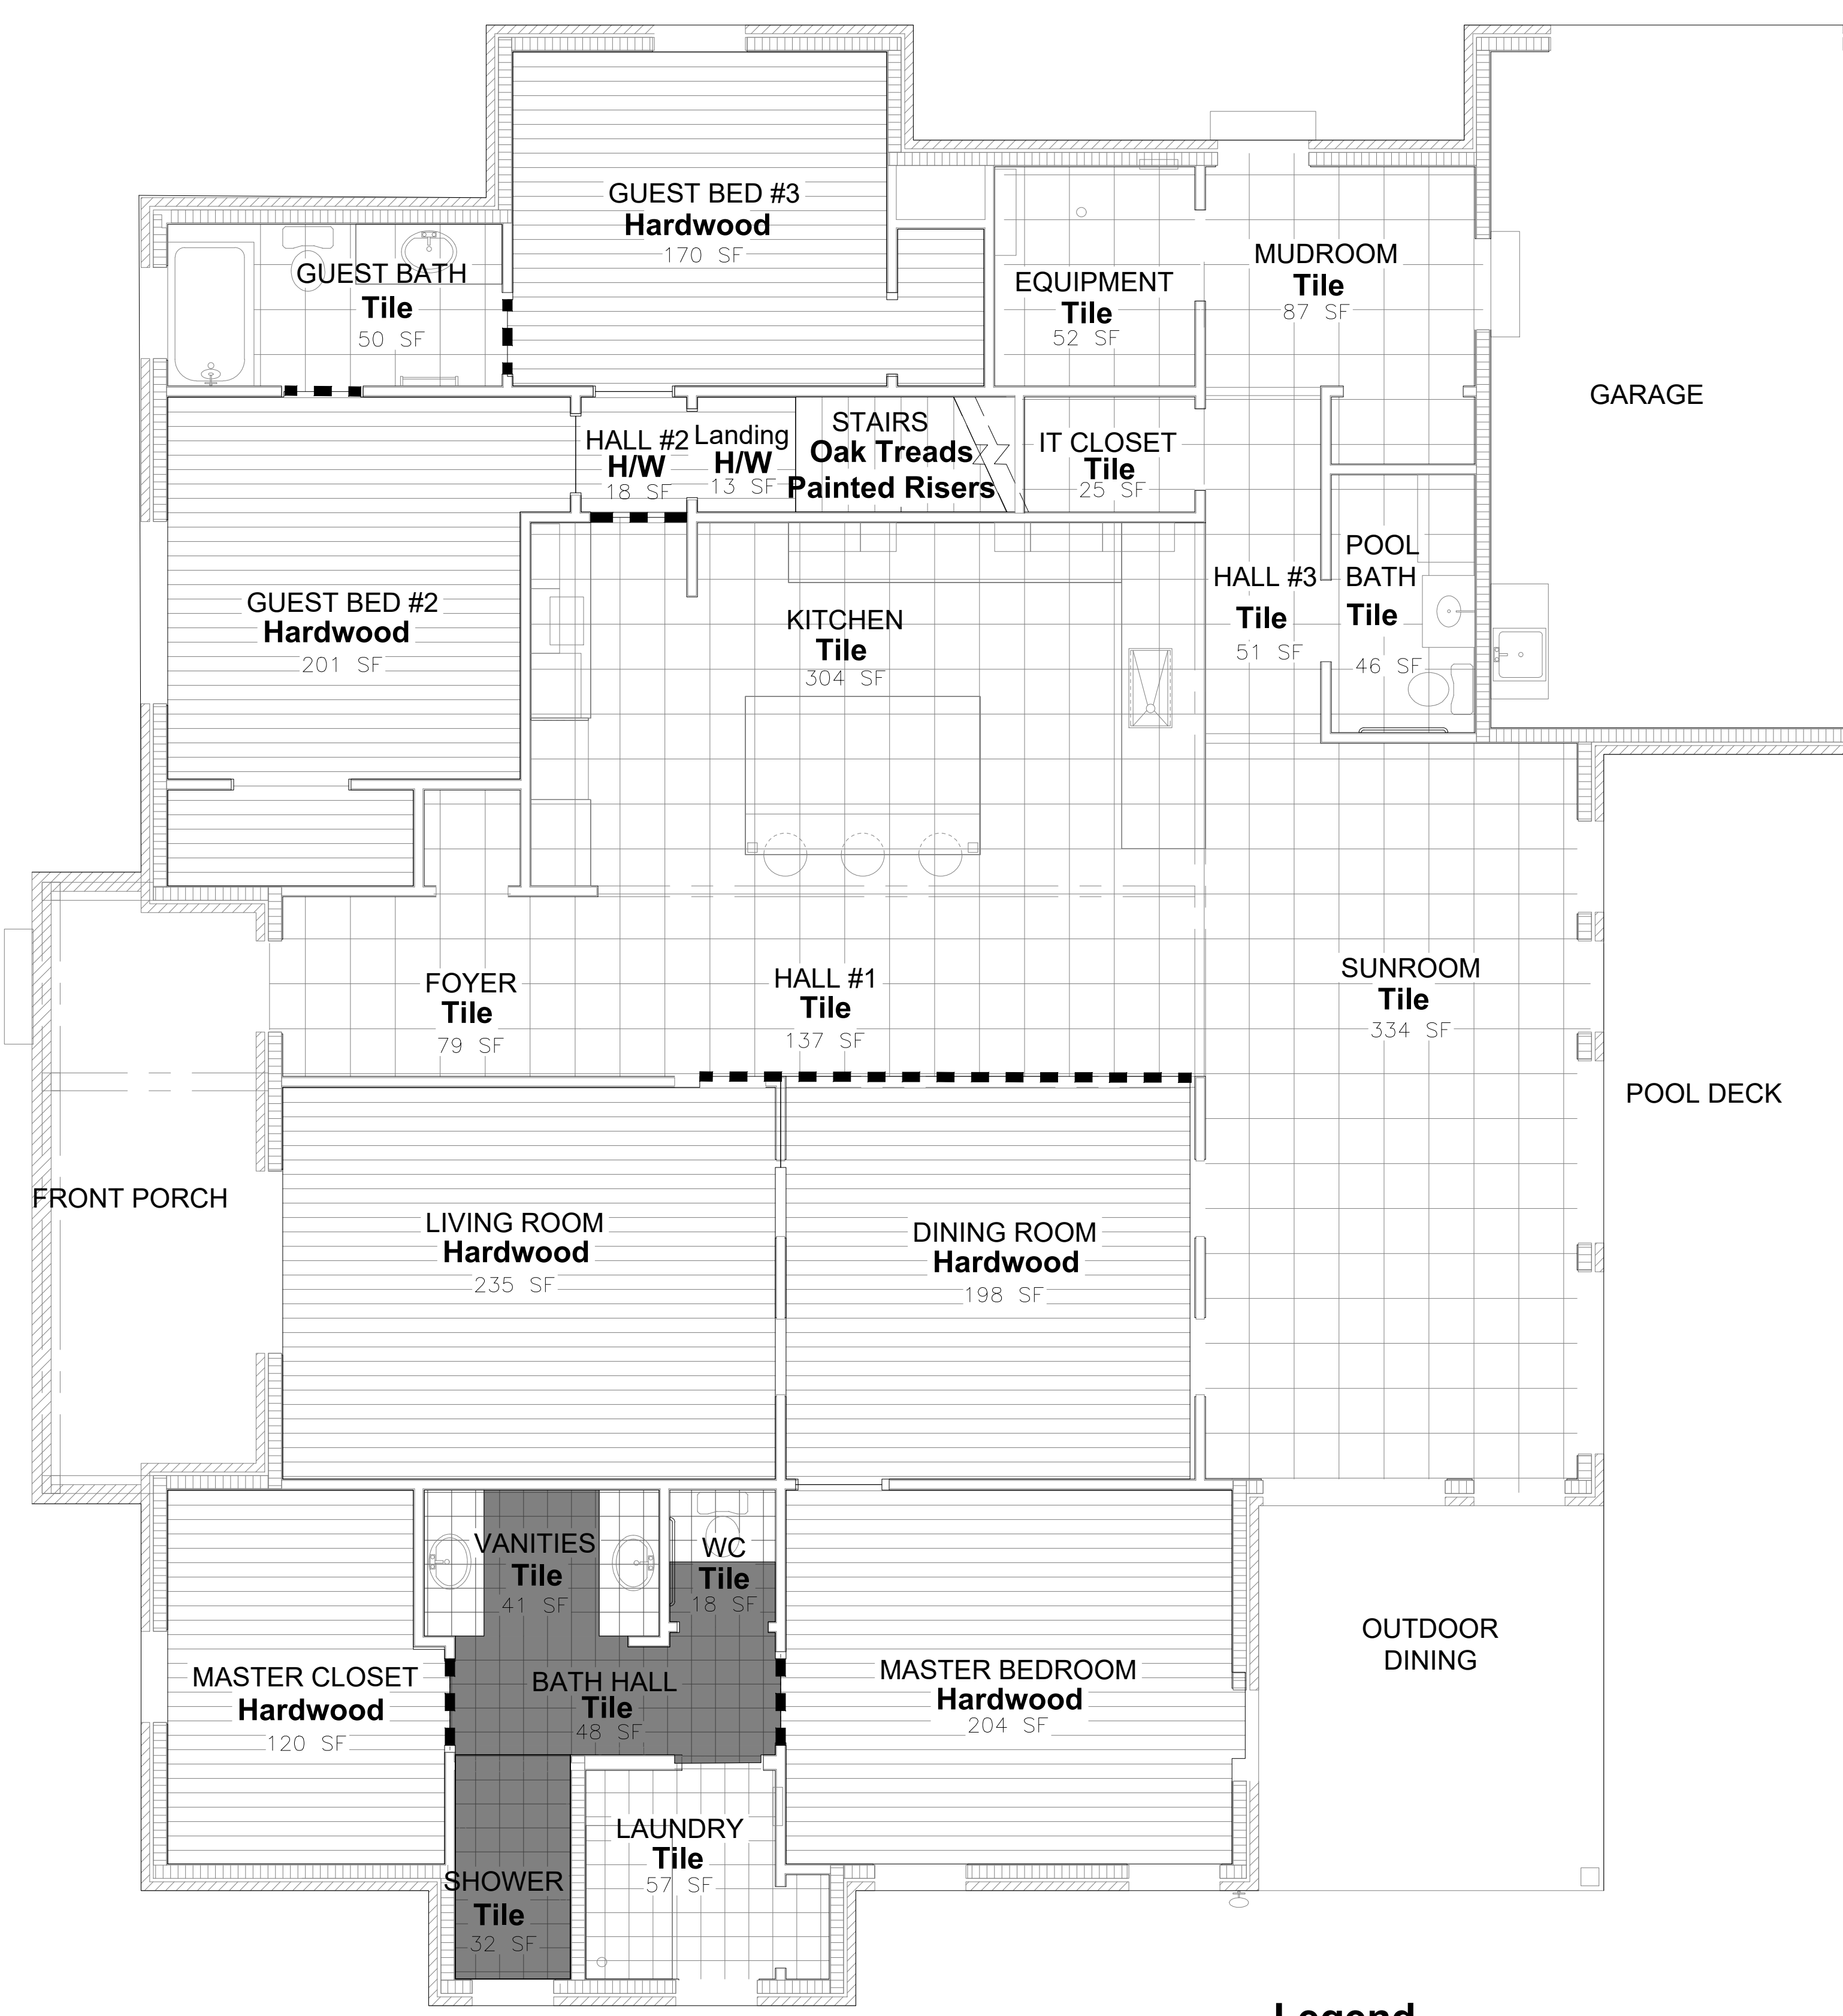 GUEST BED #3
Hardwood
170 SF
GUEST BATH
Tile
50 SF
EQUIPMENT
Tile
52 SF
MUDROOM
Tile
87 SF
GARAGE
HALL #2
H/W
18 SF
Landing
H/W
13 SF
STAIRS
Oak Treads
Painted Risers
IT CLOSET
Tile
25 SF
GUEST BED #2
Hardwood
201 SF
KITCHEN
Tile
304 SF
HALL #3
Tile
51 SF
POOL
BATH
Tile
46 SF
FOYER
Tile
79 SF
HALL #1
Tile
137 SF
SUNROOM
Tile
334 SF
POOL DECK
FRONT PORCH
LIVING ROOM
Hardwood
235 SF
DINING ROOM
Hardwood
198 SF
VANITIES
Tile
41 SF
WC
Tile
18 SF
MASTER CLOSET
Hardwood
120 SF
BATH HALL
Tile
48 SF
MASTER BEDROOM
Hardwood
204 SF
OUTDOOR
DINING
SHOWER
Tile
32 SF
LAUNDRY
Tile
57 SF
Legend